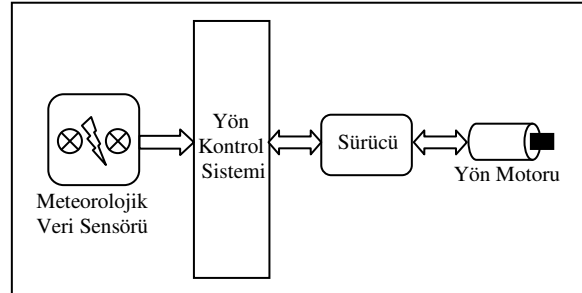 Meteorolojik
Veri Sensörü
Yön
Kontrol
Sistemi
Sürücü
Yön Motoru